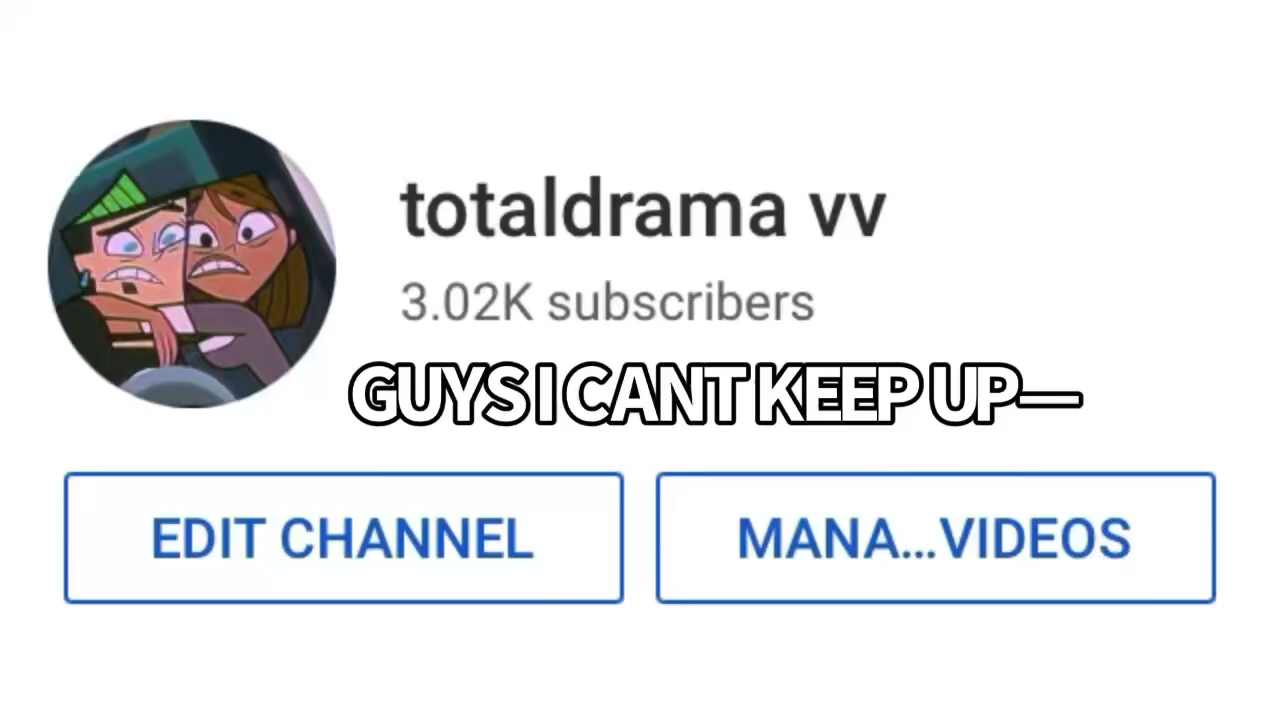 totaldrama vv
3.02K subscribers
GUYS I CANT KEEP UP—
EDIT CHANNEL
MANA...VIDEOS